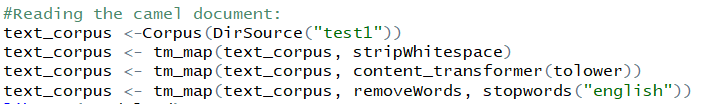 #Reading the camel document:
text_corpus <-Corpus(DirSource("test1"))
text_corpus <- tm_map(text_corpus, stripWhitespace)
text_corpus <- tm_map(text_corpus, content_transformer(tolower))
text_corpus <- tm_map(text_corpus, removeWords, stopwords("english"))